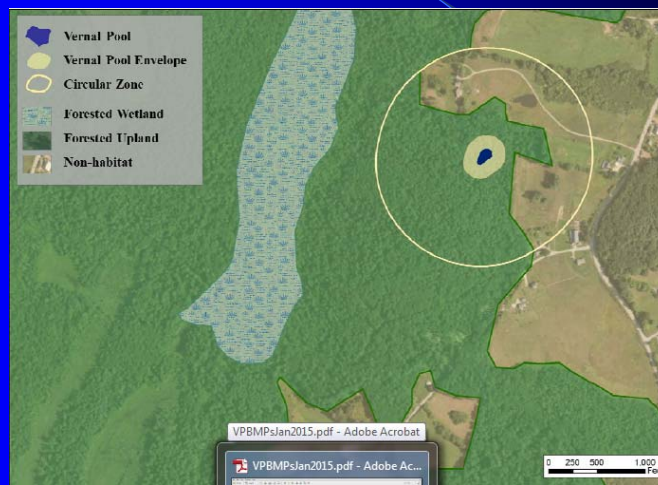 Vernal Pool
Vernal Pool Envelope
Circular Zone
Forested Wetland
Forested Upland
Non-habitat
VPBMPsJan2015.pdf - Adobe Acrobat
VPBMPsJan2015.pdf - Adobe Ac...
0 250 500 1,000